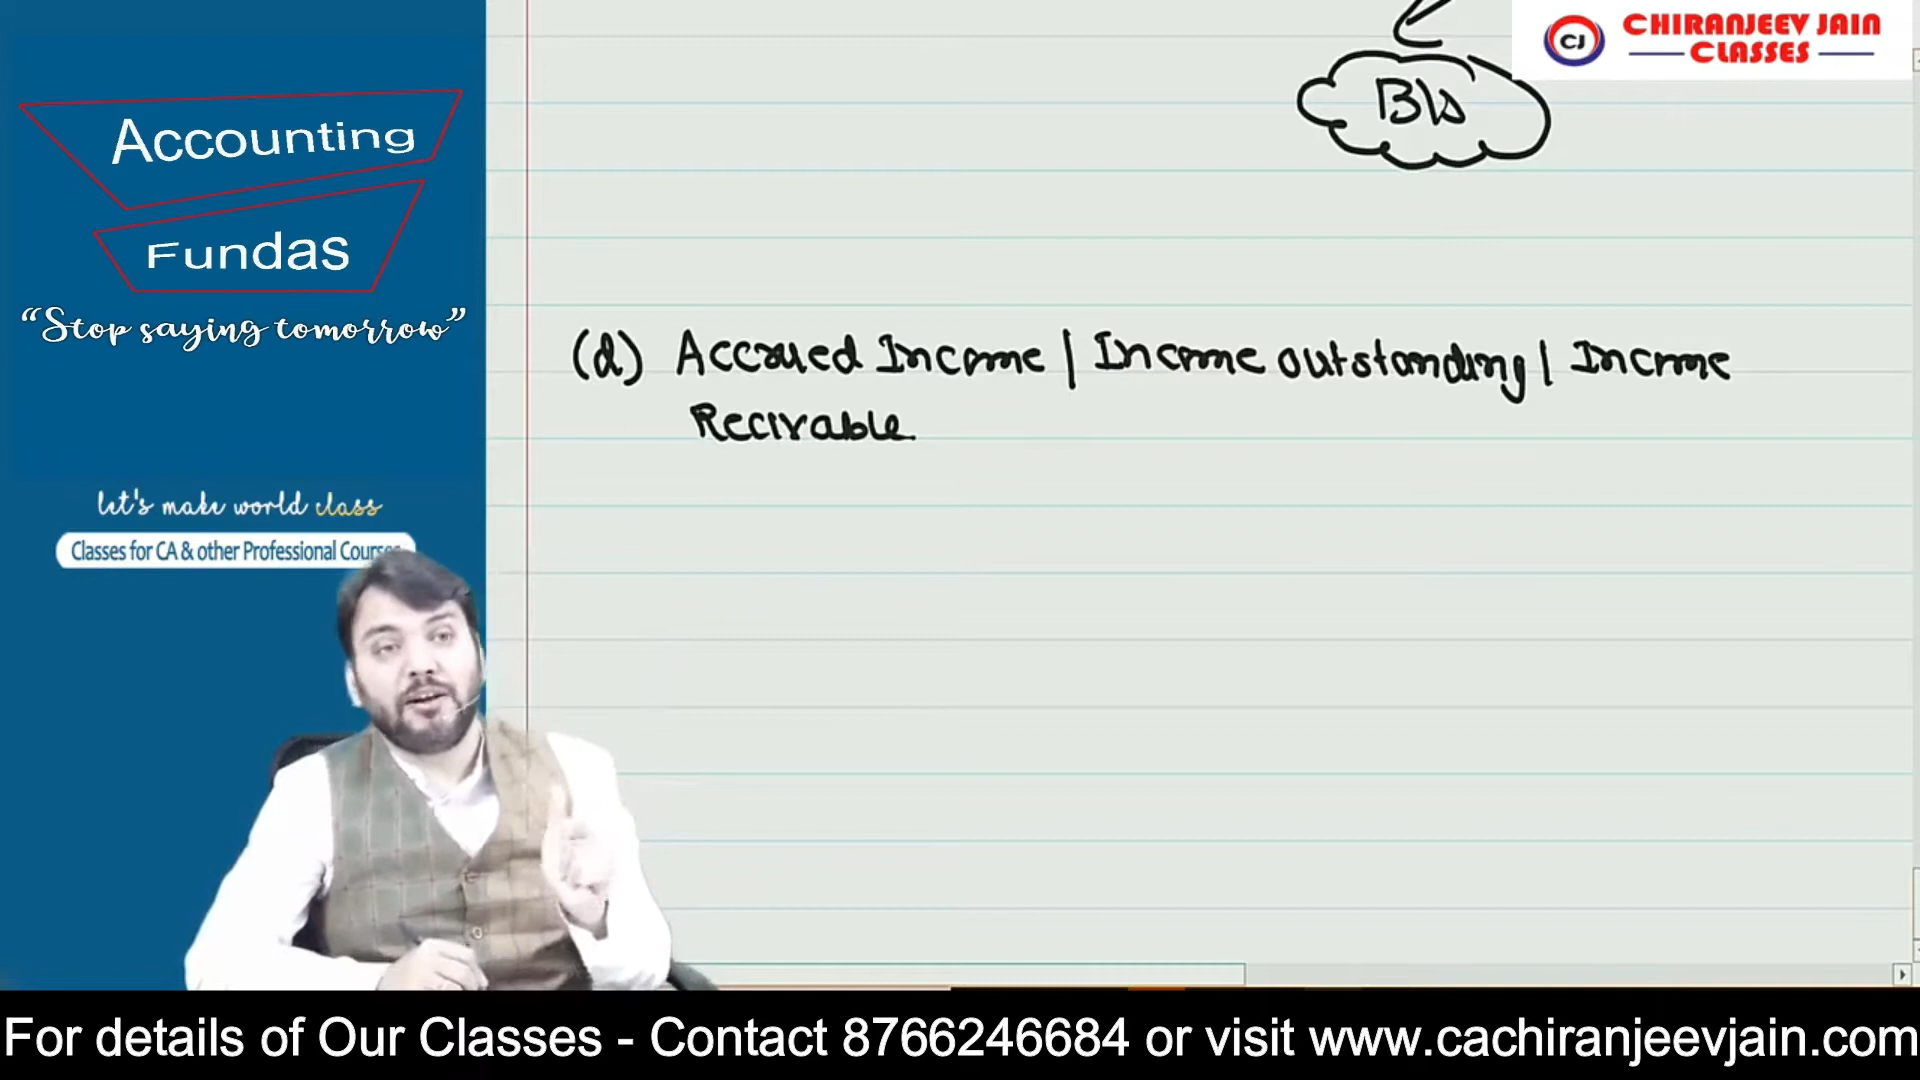 CHIRANJEEV JAIN
CJ
CLASSES
B/s
Accounting
Fundas
“Stop saying tomorrow”
(d) Accrued Income | Income outstanding | Income
Recivable
let's make world class
Classes for CA & other Professional Courses
For details of Our Classes - Contact 8766246684 or visit www.cachiranjeevjain.com